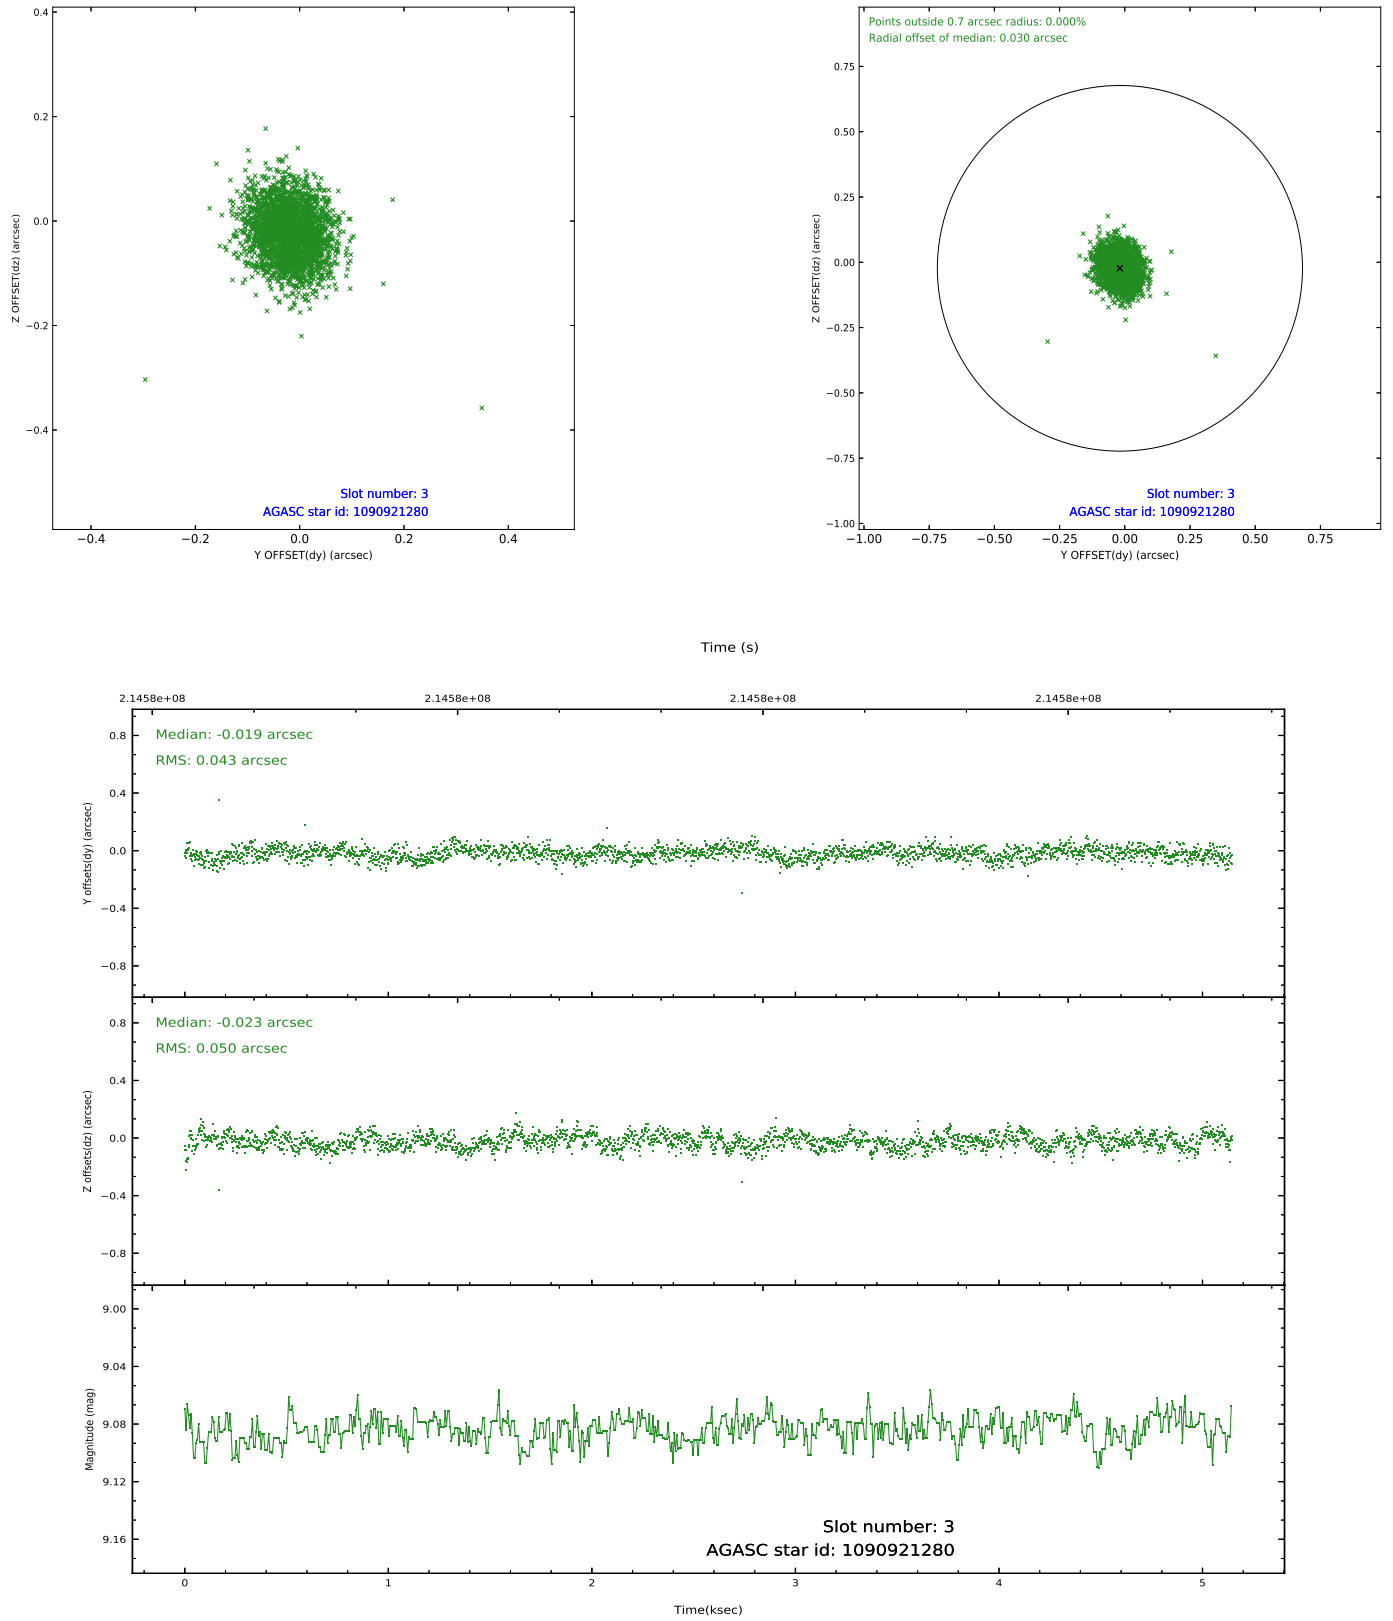 0.4
0.2
0.0
−0.2
−0.4
Z OFFSET(dz) (arcsec)
Slot number: 3
AGASC star id: 1090921280
−0.4 −0.2 0.0 0.2 0.4
Y OFFSET(dy) (arcsec)
Points outside 0.7 arcsec radius: 0.000%
Radial offset of median: 0.030 arcsec
0.75
0.50
0.25
0.00
−0.25
−0.50
−0.75
−1.00
Z OFFSET(dz) (arcsec)
Slot number: 3
AGASC star id: 1090921280
−1.00 −0.75 −0.50 −0.25 0.00 0.25 0.50 0.75
Y OFFSET(dy) (arcsec)
Time (s)
2.1458e+08 2.1458e+08 2.1458e+08 2.1458e+08
Median: -0.019 arcsec
RMS: 0.043 arcsec
0.8
0.4
0.0
−0.4
−0.8
Y offsets(dy) (arcsec)
Median: -0.023 arcsec
RMS: 0.050 arcsec
0.8
0.4
0.0
−0.4
−0.8
Z offsets(dz) (arcsec)
9.00
9.04
9.08
9.12
9.16
Magnitude (mag)
Slot number: 3
AGASC star id: 1090921280
0 1 2 3 4 5
Time(ksec)